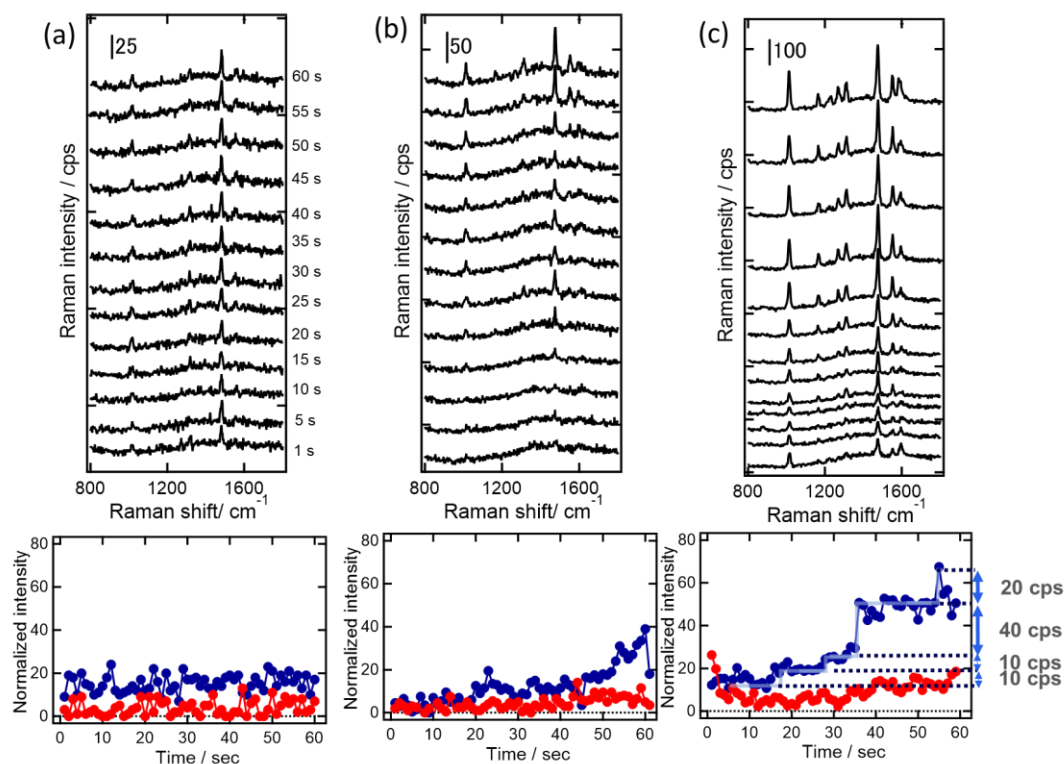 (a)
25
60 s
55 s
50 s
45 s
40 s
35 s
30 s
25 s
20 s
15 s
10 s
5 s
1 s
Raman intensity / cps
800 1200 1600
Raman shift/ cm-1
(b)
50
Raman intensity / cps
800 1200 1600
Raman shift/ cm-1
(c)
100
Raman intensity / cps
800 1200 1600
Raman shift/ cm-1
Normalized intensity
80
60
40
20
0
0 10 20 30 40 50 60
Time / sec
Normalized intensity
80
60
40
20
0
0 10 20 30 40 50 60
Time / sec
Normalized intensity
80
60
40
20
0
0 10 20 30 40 50 60
Time / sec
20 cps
40 cps
10 cps
10 cps